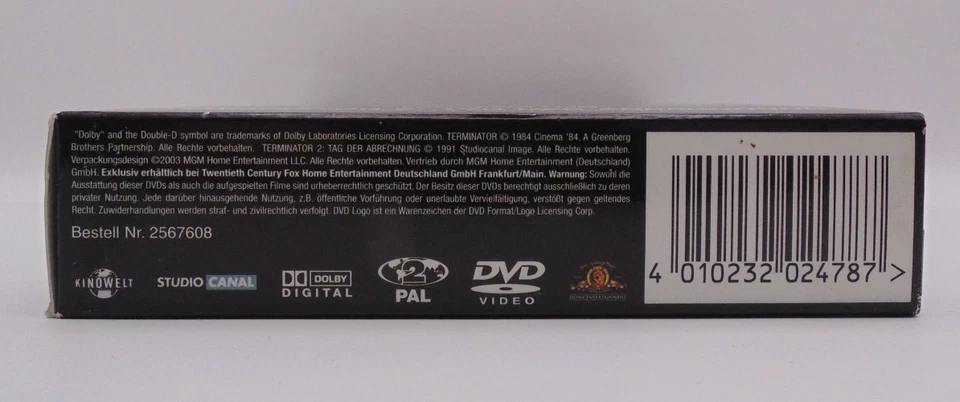 "Dolby" and the Double-D symbol are trademarks of Dolby Laboratories Licensing Corporation. TERMINATOR © 1984 Cinema '84, A Greenberg
Brothers Partnership. Alle Rechte vorbehalten. TERMINATOR 2: TAG DER ABRECHNUNG © 1991 Studiocanal Image. Alle Rechte vorbehalten.
Verpackungsdesign ©2003 MGM Home Entertainment LLC. Alle Rechte vorbehalten. Vertrieb durch MGM Home Entertainment (Deutschland)
GmbH. Exklusiv erhältlich bei Twentieth Century Fox Home Entertainment Deutschland GmbH Frankfurt/Main. Warnung: Sowohl die
Ausstattung dieser DVDs als auch die aufgespielten Filme sind urheberrechtlich geschützt. Der Besitz dieser DVDs berechtigt ausschließlich zu deren
privater Nutzung. Jede darüber hinausgehende Nutzung, z.B. öffentliche Vorführung oder unerlaubte Vervielfältigung, verstößt gegen geltendes
Recht. Zuwiderhandlungen werden straf- und zivilrechtlich verfolgt. DVD Logo ist ein Warenzeichen der DVD Format/Logo Licensing Corp.
Bestell Nr. 2567608
KINOWELT
STUDIO CANAL
DOLBY
DIGITAL
2
PAL
DVD
VIDEO
HOME ENTERTAINMENT
4 010232 024787 >